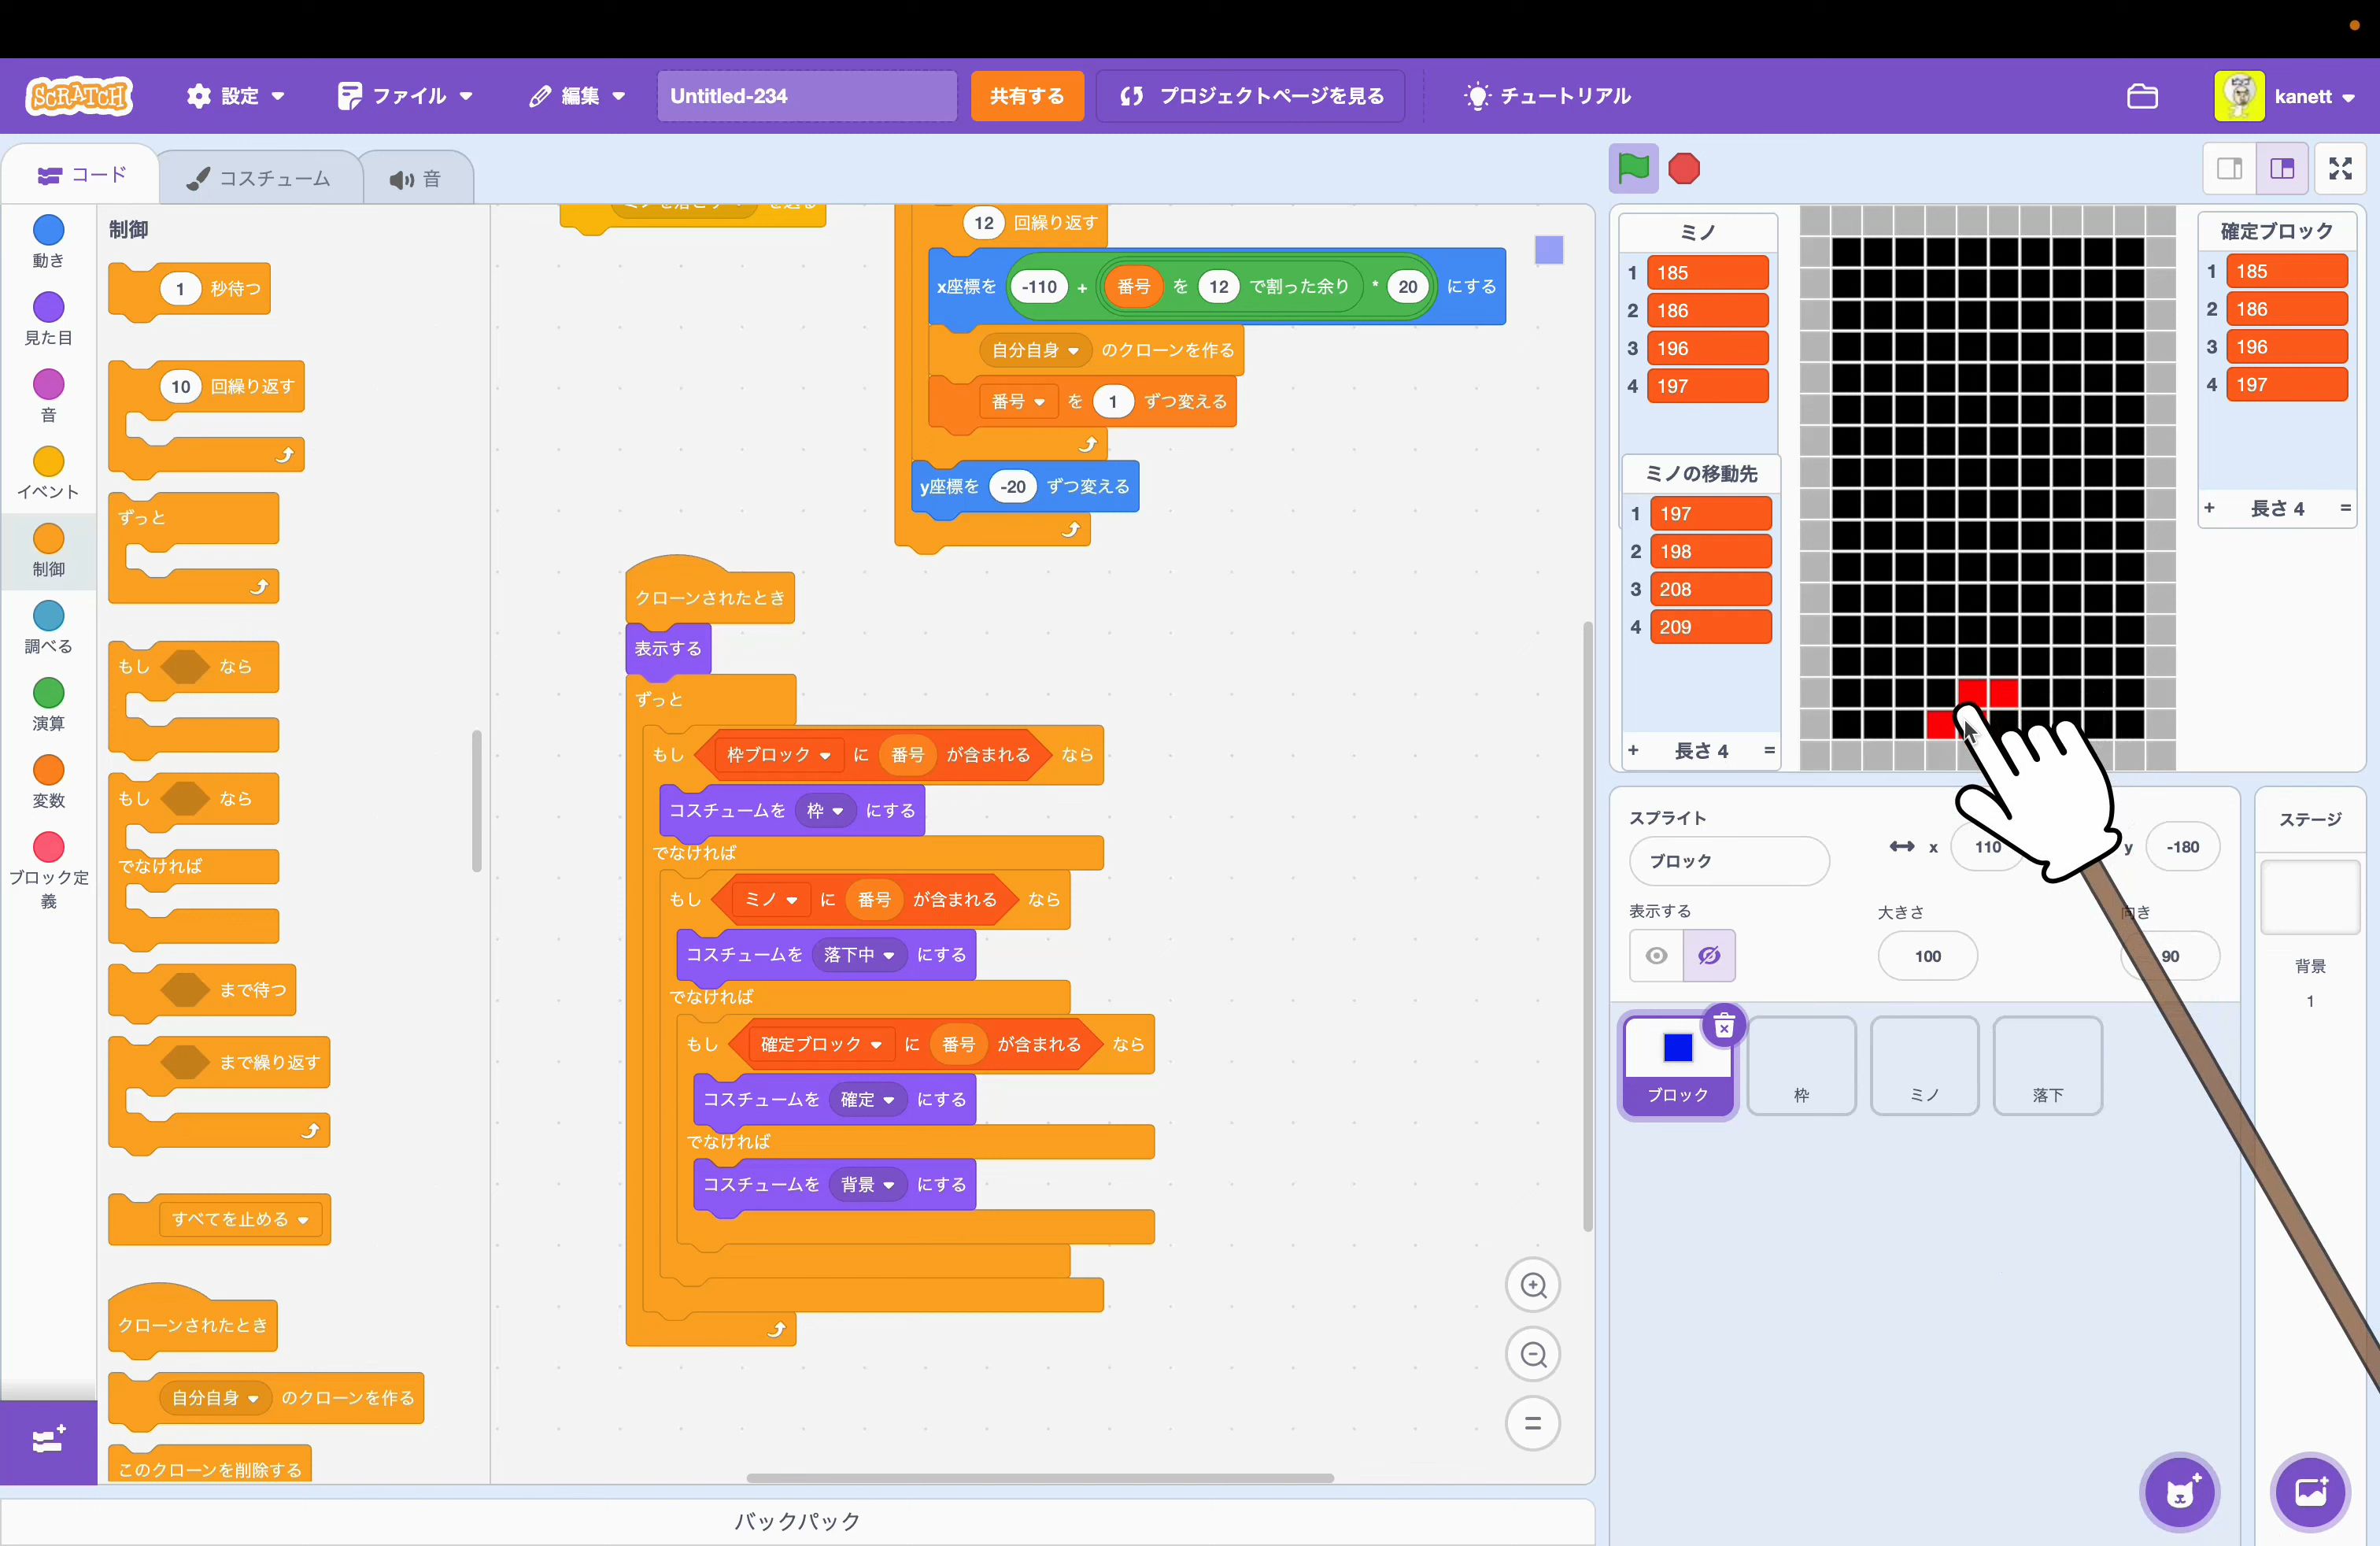 SCRATCH
設定
ファイル
編集
Untitled-234
共有する
プロジェクトページを見る
チュートリアル
kanett
コード
コスチューム
音
動き
見た目
音
イベント
制御
調べる
演算
変数
ブロック定
義
制御
1 秒待つ
10 回繰り返す
ずっと
もし なら
もし なら
でなければ
まで待つ
まで繰り返す
すべてを止める
クローンされたとき
自分自身 のクローンを作る
このクローンを削除する
12 回繰り返す
x座標を -110 + 番号 を 12 で割った余り * 20 にする
自分自身 のクローンを作る
番号 を 1 ずつ変える
y座標を -20 ずつ変える
クローンされたとき
表示する
ずっと
もし 枠ブロック に 番号 が含まれる なら
コスチュームを 枠 にする
でなければ
もし ミノ に 番号 が含まれる なら
コスチュームを 落下中 にする
でなければ
もし 確定ブロック に 番号 が含まれる なら
コスチュームを 確定 にする
でなければ
コスチュームを 背景 にする
バックパック
ミノ
1 185
2 186
3 196
4 197
ミノの移動先
1 197
2 198
3 208
4 209
+ 長さ 4 =
確定ブロック
1 185
2 186
3 196
4 197
+ 長さ 4 =
スプライト
ブロック
x 110
y -180
表示する
大きさ
100
向き
90
ブロック
枠
ミノ
落下
ステージ
背景
1